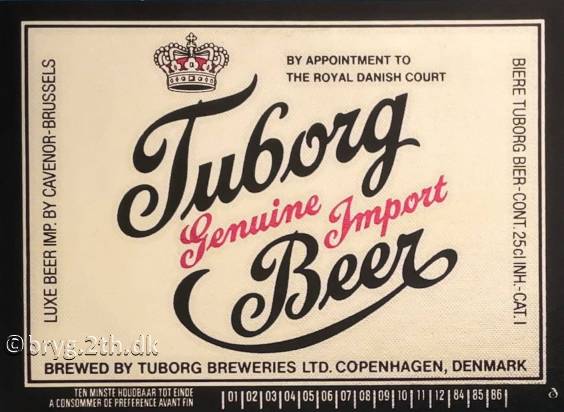 BY APPOINTMENT TO
THE ROYAL DANISH COURT
Tuborg
Genuine Import
Beer
LUXE BEER IMP. BY CAVENOR-BRUSSELS
BIERE TUBORG BIER-CONT. 25cl INH.-CAT. I
©bryg.2th.dk
BREWED BY TUBORG BREWERIES LTD. COPENHAGEN, DENMARK
TEN MINSTE HOUDBAAR TOT EINDE
A CONSOMMER DE PREFERENCE AVANT FIN
01 02 03 04 05 06 07 08 09 10 11 12 84 85 86